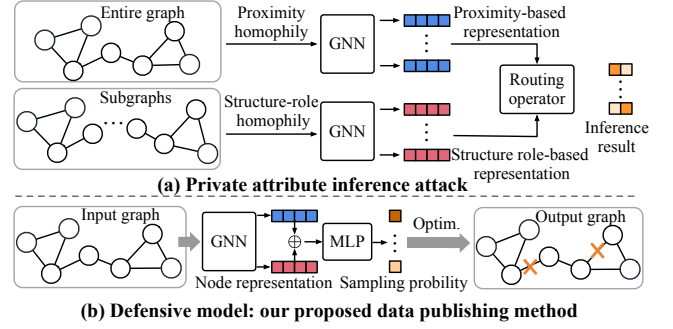 Entire graph
Proximity
homophily
GNN
Proximity-based
representation
Subgraphs
Structure-role
homophily
GNN
Routing
operator
Inference
result
Structure role-based
representation
(a) Private attribute inference attack
Input graph
GNN
MLP
Optim.
Output graph
Node representation
Sampling probility
(b) Defensive model: our proposed data publishing method